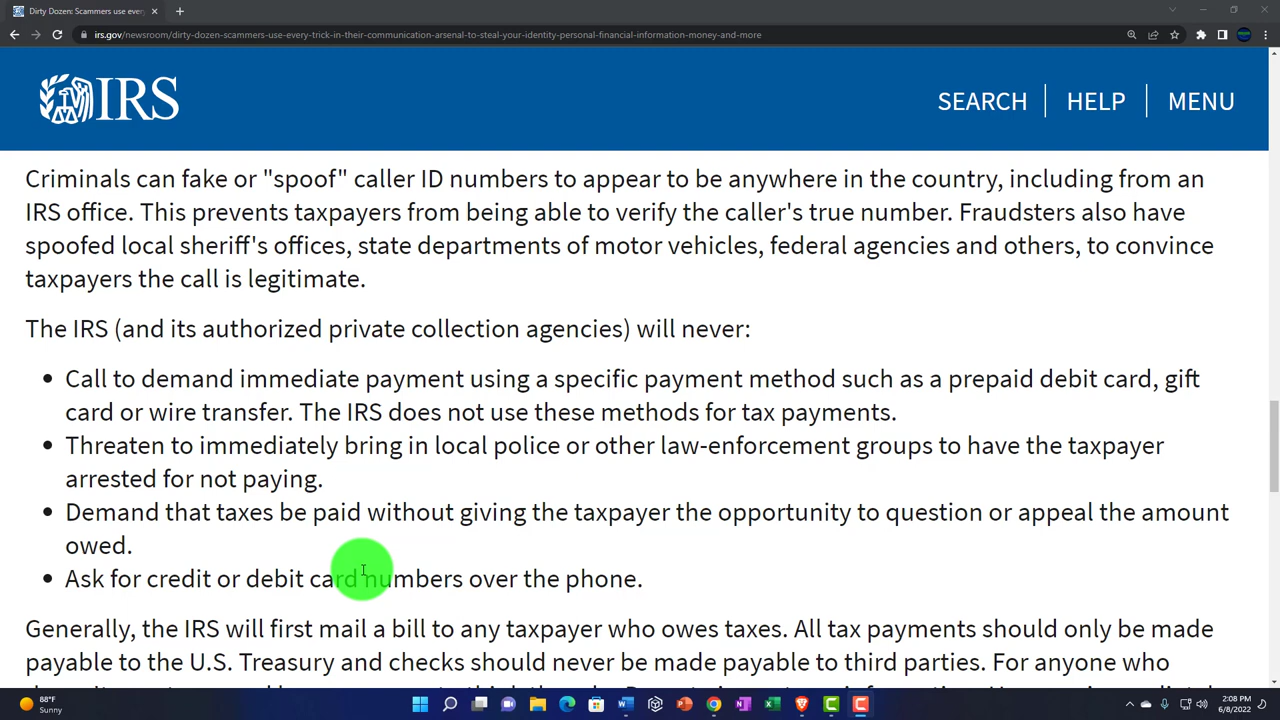 Dirty Dozen: Scammers use every
irs.gov/newsroom/dirty-dozen-scammers-use-every-trick-in-their-communication-arsenal-to-steal-your-identity-personal-financial-information-money-and-more
IRS
SEARCH HELP MENU
Criminals can fake or "spoof" caller ID numbers to appear to be anywhere in the country, including from an
IRS office. This prevents taxpayers from being able to verify the caller's true number. Fraudsters also have
spoofed local sheriff's offices, state departments of motor vehicles, federal agencies and others, to convince
taxpayers the call is legitimate.
The IRS (and its authorized private collection agencies) will never:
• Call to demand immediate payment using a specific payment method such as a prepaid debit card, gift
card or wire transfer. The IRS does not use these methods for tax payments.
• Threaten to immediately bring in local police or other law-enforcement groups to have the taxpayer
arrested for not paying.
• Demand that taxes be paid without giving the taxpayer the opportunity to question or appeal the amount
owed.
• Ask for credit or debit card numbers over the phone.
Generally, the IRS will first mail a bill to any taxpayer who owes taxes. All tax payments should only be made
payable to the U.S. Treasury and checks should never be made payable to third parties. For anyone who
88°F
Sunny
2:08 PM
6/8/2022